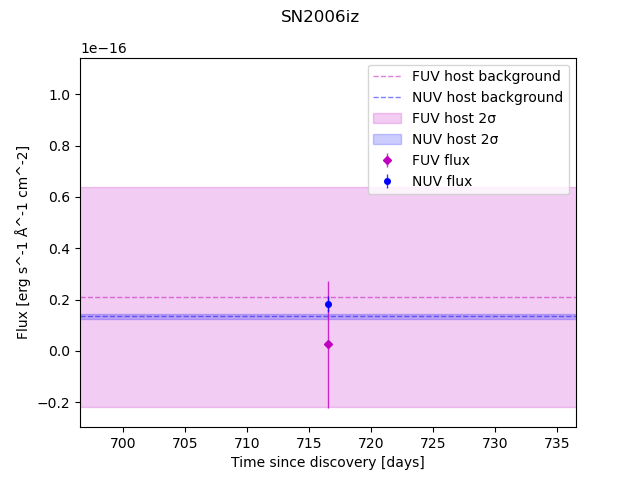 SN2006iz
1e−16
FUV host background
NUV host background
FUV host 2σ
NUV host 2σ
FUV flux
NUV flux
1.0
0.8
0.6
0.4
0.2
0.0
−0.2
Flux [erg s^-1 Å^-1 cm^-2]
700 705 710 715 720 725 730 735
Time since discovery [days]